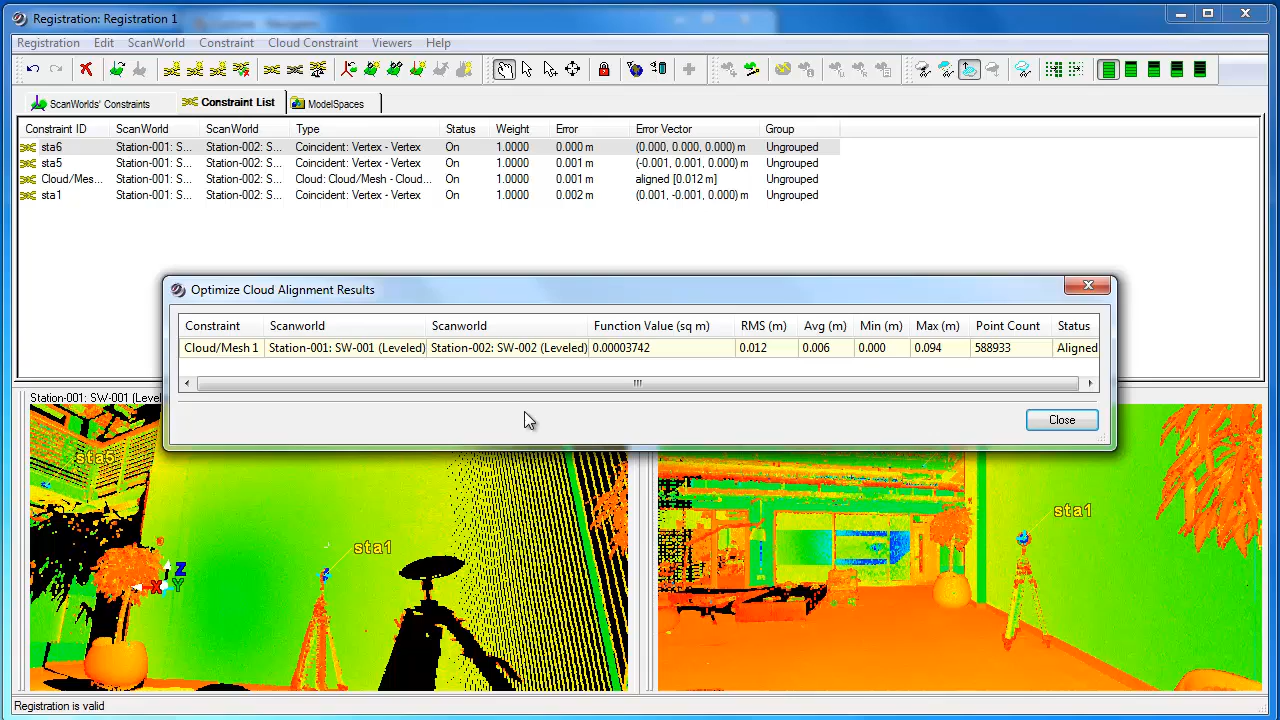 Registration: Registration 1
Registration Edit ScanWorld Constraint Cloud Constraint Viewers Help
ScanWorlds' Constraints Constraint List ModelSpaces
Constraint ID ScanWorld ScanWorld Type Status Weight Error Error Vector Group
sta6 Station-001: S... Station-002: S... Coincident: Vertex - Vertex On 1.0000 0.000 m (0.000, 0.000, 0.000) m Ungrouped
sta5 Station-001: S... Station-002: S... Coincident: Vertex - Vertex On 1.0000 0.001 m (-0.001, 0.001, 0.000) m Ungrouped
Cloud/Mes... Station-001: S... Station-002: S... Cloud: Cloud/Mesh - Cloud... On 1.0000 0.001 m aligned [0.012 m] Ungrouped
sta1 Station-001: S... Station-002: S... Coincident: Vertex - Vertex On 1.0000 0.002 m (0.001, -0.001, 0.000) m Ungrouped
Optimize Cloud Alignment Results
Constraint Scanworld Scanworld Function Value (sq m) RMS (m) Avg (m) Min (m) Max (m) Point Count Status
Cloud/Mesh 1 Station-001: SW-001 (Leveled) Station-002: SW-002 (Leveled) 0.00003742 0.012 0.006 0.000 0.094 588933 Aligned
Close
Station-001: SW-001 (Level
sta5
sta1
Z
X Y
sta1
Registration is valid